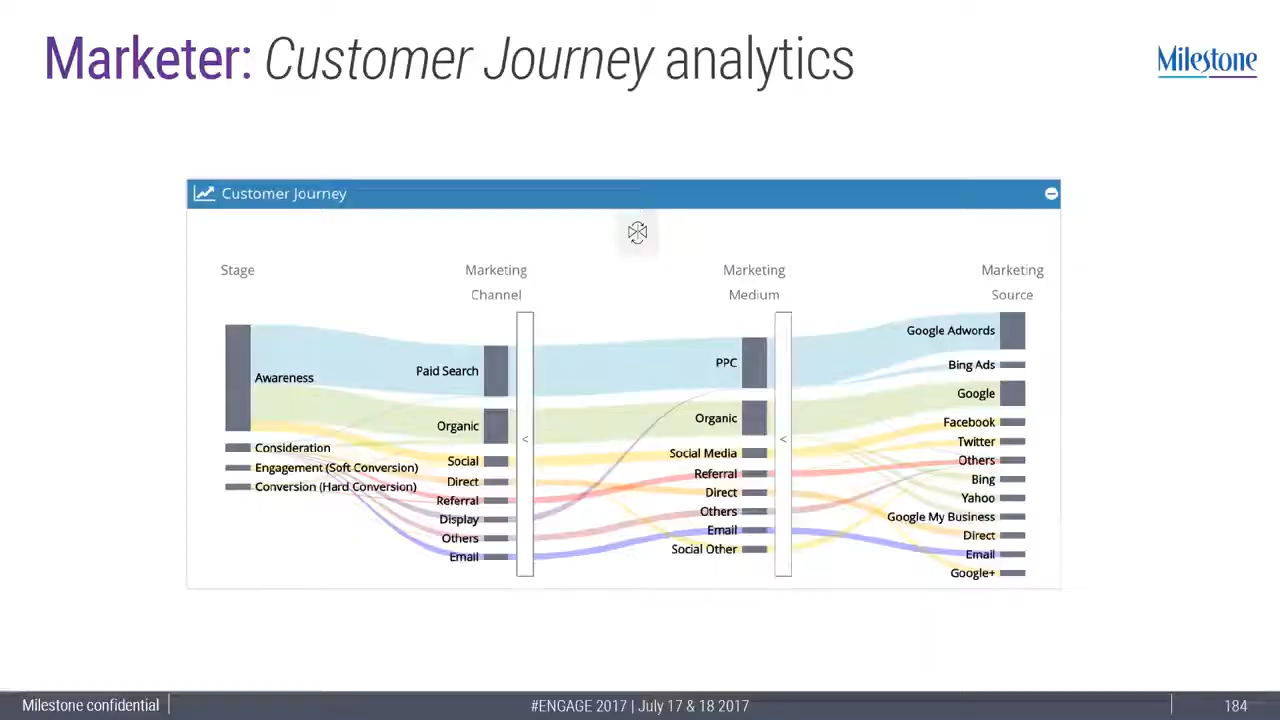 Marketer: Customer Journey analytics
Milestone
Customer Journey
Stage
Marketing
Channel
Marketing
Medium
Marketing
Source
Awareness
Consideration
Engagement (Soft Conversion)
Conversion (Hard Conversion)
Paid Search
Organic
Social
Direct
Referral
Display
Others
Email
<
PPC
Organic
Social Media
Referral
Direct
Others
Email
Social Other
<
Google Adwords
Bing Ads
Google
Facebook
Twitter
Others
Bing
Yahoo
Google My Business
Direct
Email
Google+
Milestone confidential
#ENGAGE 2017 | July 17 & 18 2017
184